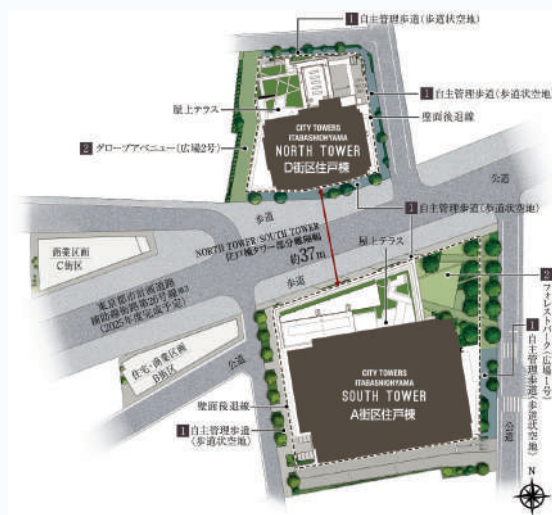 1 自主管理歩道(歩道状空地)
1 自主管理歩道(歩道状空地)
壁面後退線
屋上テラス
CITY TOWERS
ITABASHIOHYAMA
NORTH TOWER
D街区住戸棟
2 グローブアベニュー(広場2号)
公道
1 自主管理歩道(歩道状空地)
歩道
NORTH TOWER/SOUTH TOWER
住戸棟タワー部分離隔幅
約37m
屋上テラス
商業区画
C街区
歩道
東京都市計画道路
補助線街路第26号線※3
(2025年度完成予定)
2 フォレストパーク(広場1号)
住宅・商業区画
B街区
公道
1 自主管理歩道(歩道状空地)
CITY TOWERS
ITABASHIOHYAMA
SOUTH TOWER
A街区住戸棟
壁面後退線
1 自主管理歩道
(歩道状空地)
公道
N